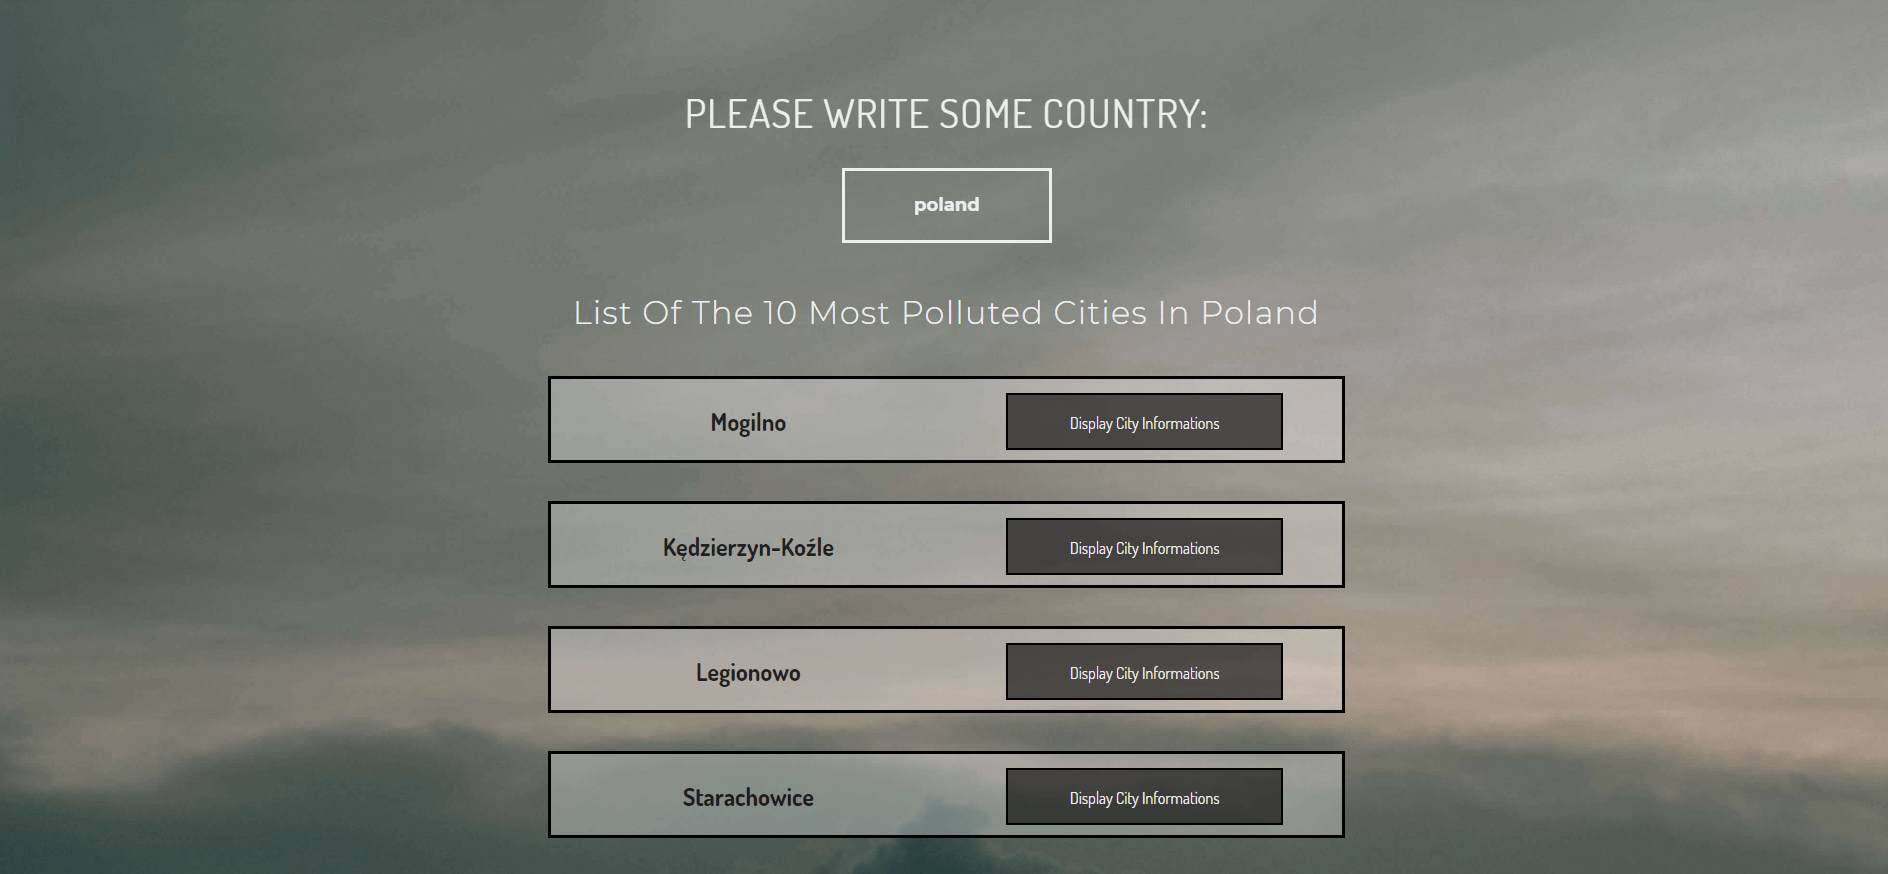 PLEASE WRITE SOME COUNTRY:
poland
List Of The 10 Most Polluted Cities In Poland
Mogilno
Display City Informations
Kędzierzyn-Koźle
Display City Informations
Legionowo
Display City Informations
Starachowice
Display City Informations